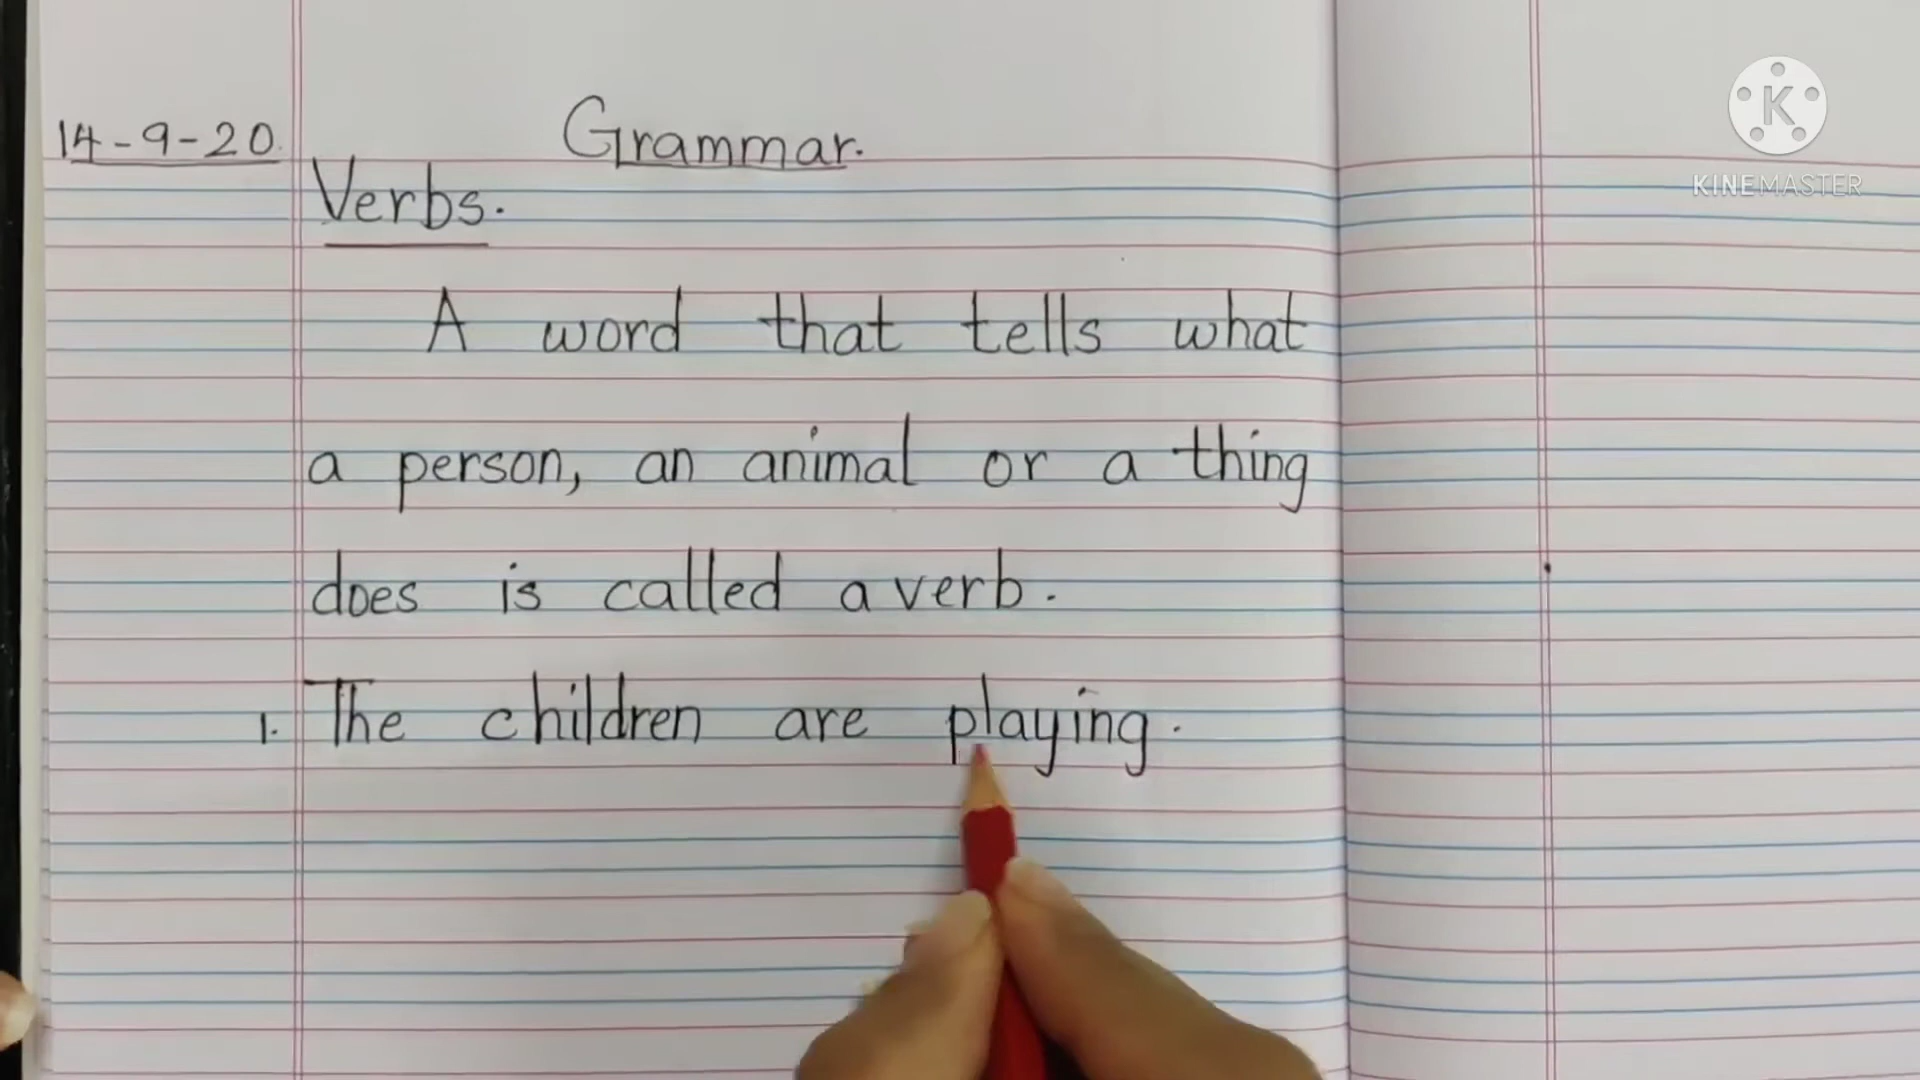 14-9-20.
Grammar.
Verbs.
A word that tells what
a person, an animal or a thing
does is called a verb.
1. The children are playing.
K
KINEMASTER